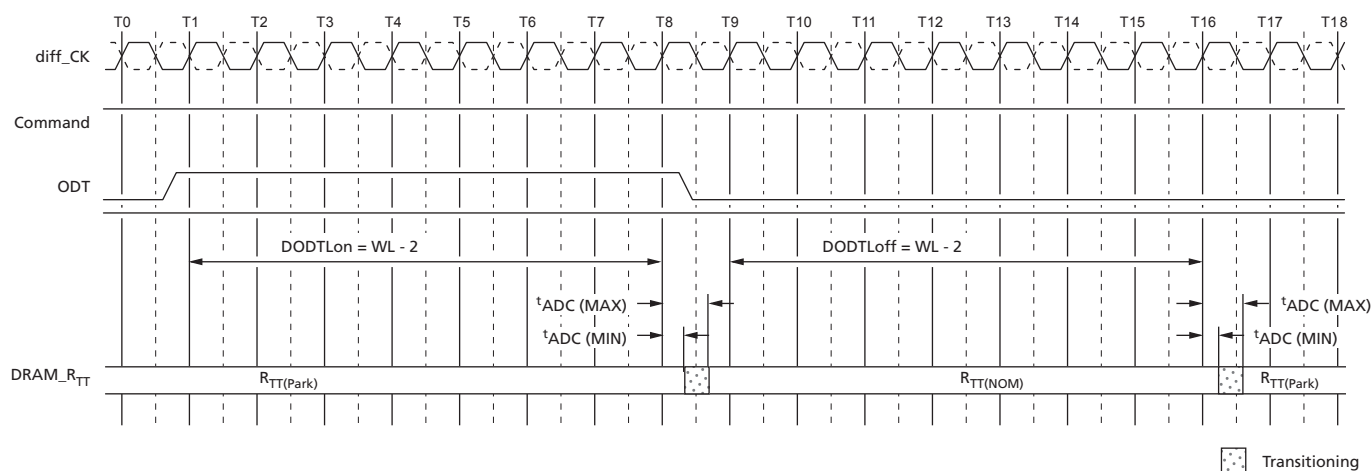 T0 T1 T2 T3 T4 T5 T6 T7 T8 T9 T10 T11 T12 T13 T14 T15 T16 T17 T18
diff_CK
Command
ODT
DODTLon = WL - 2 DODTLoff = WL - 2
tADC (MAX) tADC (MAX)
tADC (MIN) tADC (MIN)
DRAM_RTT RTT(Park) RTT(NOM) RTT(Park)
Transitioning